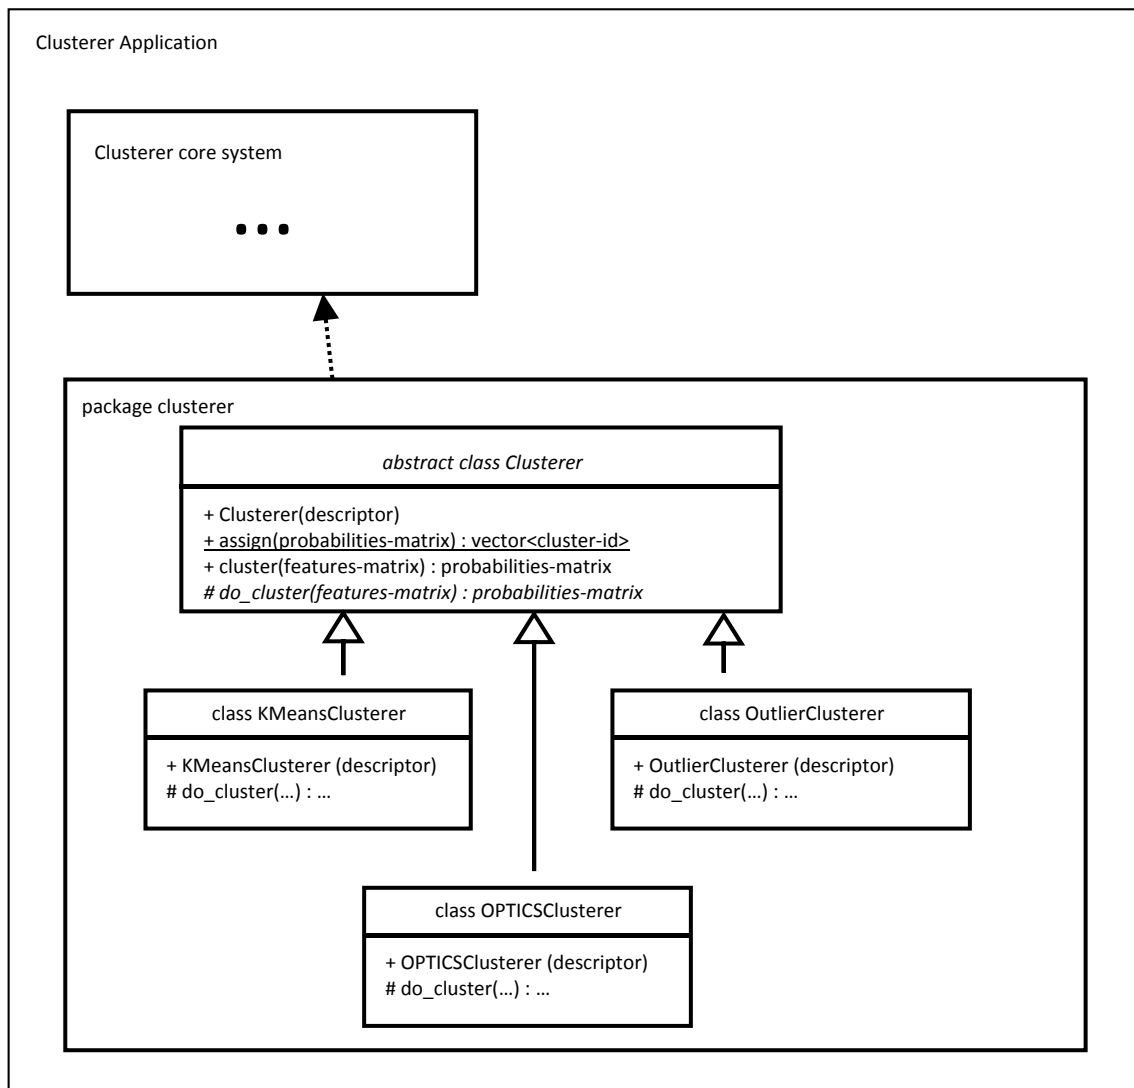 Clusterer Application
Clusterer core system
...
package clusterer
abstract class Clusterer
+ Clusterer(descriptor)
+ assign(probabilities-matrix) : vector<cluster-id>
+ cluster(features-matrix) : probabilities-matrix
# do_cluster(features-matrix) : probabilities-matrix
class KMeansClusterer
+ KMeansClusterer (descriptor)
# do_cluster(…) : …
class OutlierClusterer
+ OutlierClusterer (descriptor)
# do_cluster(…) : …
class OPTICSClusterer
+ OPTICSClusterer (descriptor)
# do_cluster(…) : …